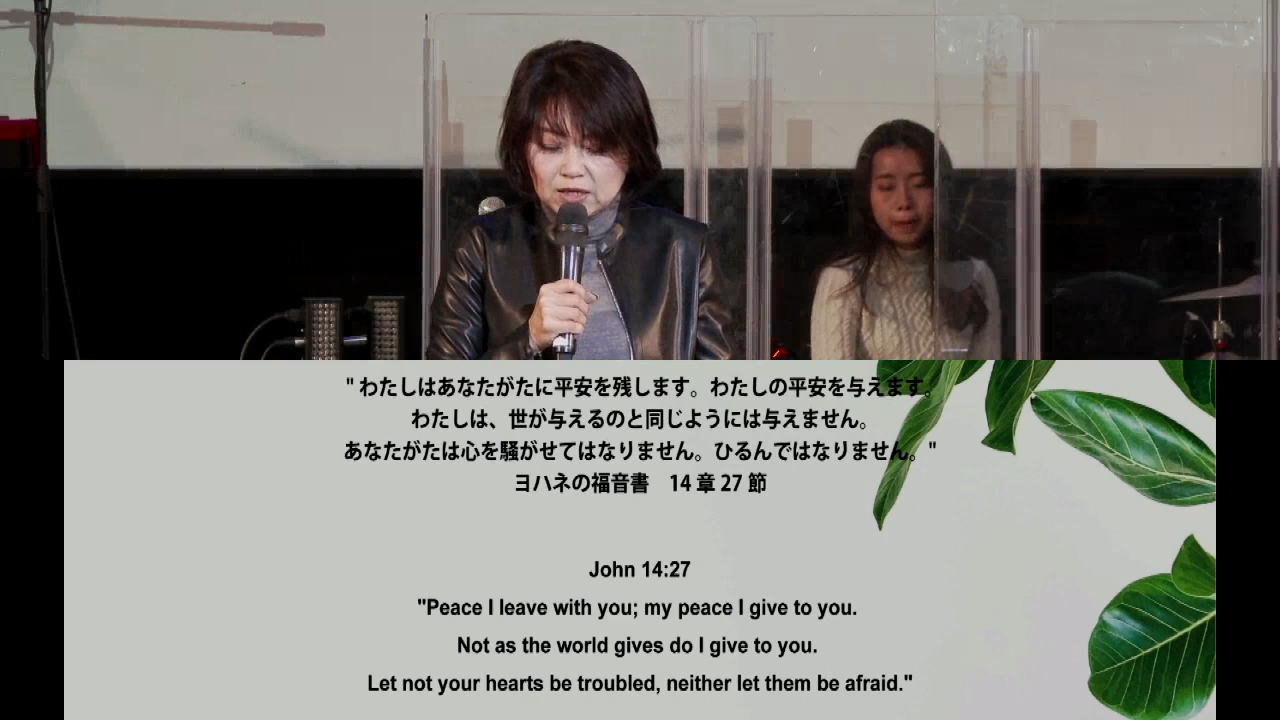 " わたしはあなたがたに平安を残します。わたしの平安を与えます。
わたしは、世が与えるのと同じようには与えません。
あなたがたは心を騒がせてはなりません。ひるんではなりません。"
ヨハネの福音書　14 章 27 節
John 14:27
"Peace I leave with you; my peace I give to you.
Not as the world gives do I give to you.
Let not your hearts be troubled, neither let them be afraid."